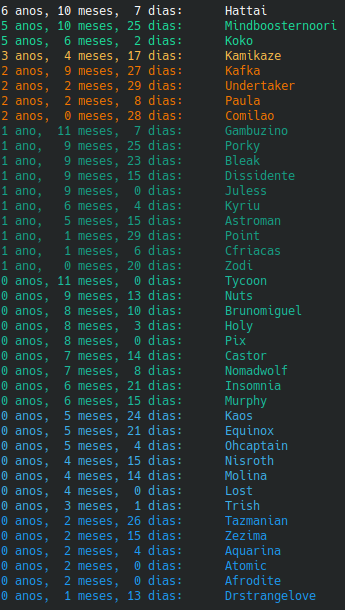 6 anos, 10 meses,  7 dias:      Hattai
5 anos, 10 meses, 25 dias:      Mindboosternoori
5 anos,  6 meses,  2 dias:      Koko
3 anos,  4 meses, 17 dias:      Kamikaze
2 anos,  9 meses, 27 dias:      Kafka
2 anos,  2 meses, 29 dias:      Undertaker
2 anos,  2 meses,  8 dias:      Paula
2 anos,  0 meses, 28 dias:      Comilao
1 ano,  11 meses,  7 dias:      Gambuzino
1 ano,   9 meses, 25 dias:      Porky
1 ano,   9 meses, 23 dias:      Bleak
1 ano,   9 meses, 15 dias:      Dissidente
1 ano,   9 meses,  0 dias:      Juless
1 ano,   6 meses,  4 dias:      Kyriu
1 ano,   5 meses, 15 dias:      Astroman
1 ano,   1 meses, 29 dias:      Point
1 ano,   1 meses,  6 dias:      Cfriacas
1 ano,   0 meses, 20 dias:      Zodi
0 anos, 11 meses,  0 dias:      Tycoon
0 anos,  9 meses, 13 dias:      Nuts
0 anos,  8 meses, 10 dias:      Brunomiguel
0 anos,  8 meses,  3 dias:      Holy
0 anos,  8 meses,  0 dias:      Pix
0 anos,  7 meses, 14 dias:      Castor
0 anos,  7 meses,  8 dias:      Nomadwolf
0 anos,  6 meses, 21 dias:      Insomnia
0 anos,  6 meses, 15 dias:      Murphy
0 anos,  5 meses, 24 dias:      Kaos
0 anos,  5 meses, 21 dias:      Equinox
0 anos,  5 meses,  4 dias:      Ohcaptain
0 anos,  4 meses, 15 dias:      Nisroth
0 anos,  4 meses, 14 dias:      Molina
0 anos,  4 meses,  0 dias:      Lost
0 anos,  3 meses,  1 dias:      Trish
0 anos,  2 meses, 26 dias:      Tazmanian
0 anos,  2 meses, 15 dias:      Zezima
0 anos,  2 meses,  4 dias:      Aquarina
0 anos,  2 meses,  0 dias:      Atomic
0 anos,  2 meses,  0 dias:      Afrodite
0 anos,  1 meses, 13 dias:      Drstrangelove